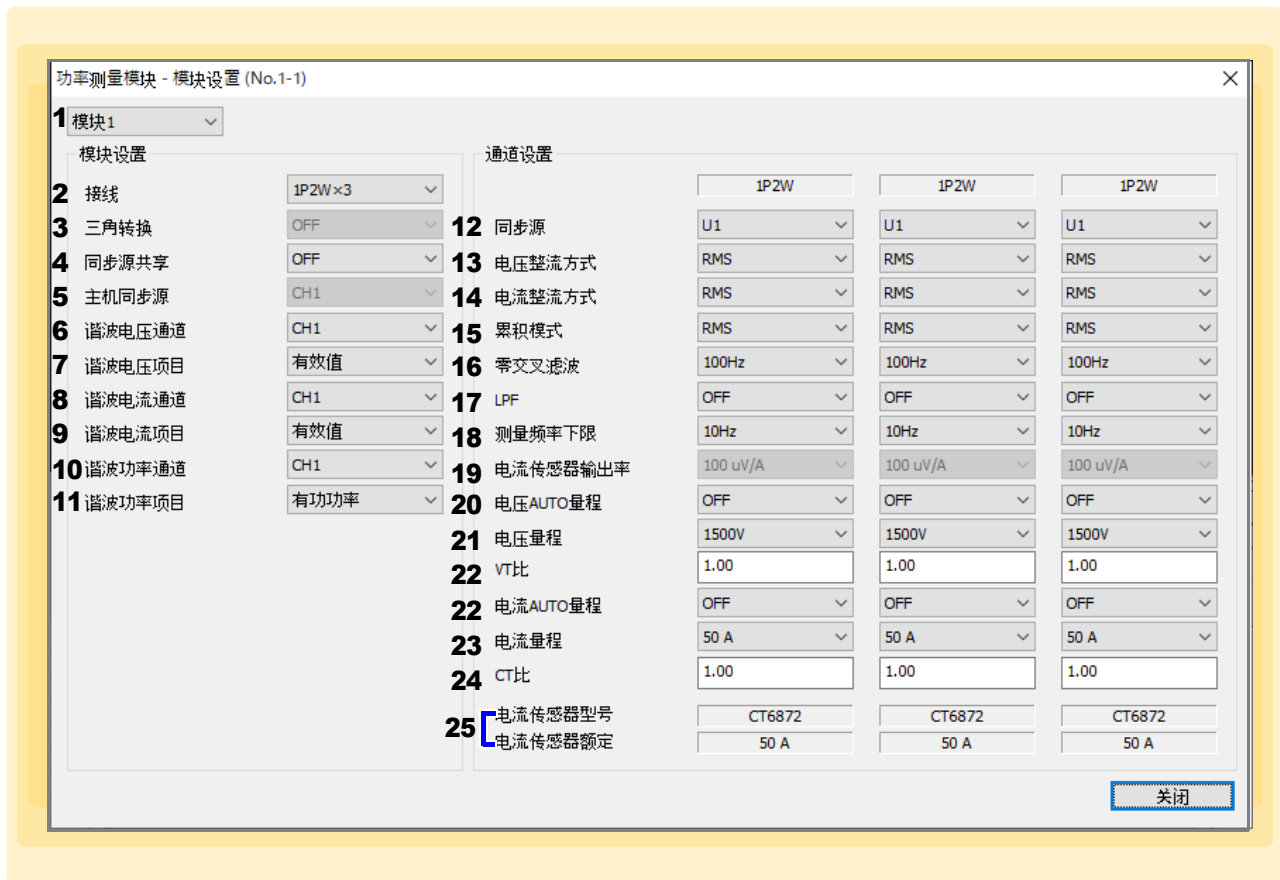 功率测量模块 - 模块设置 (No.1-1)
1 模块1
模块设置
2 接线 1P2W×3
3 三角转换 OFF
4 同步源共享 OFF
5 主机同步源 CH1
6 谐波电压通道 CH1
7 谐波电压项目 有效值
8 谐波电流通道 CH1
9 谐波电流项目 有效值
10 谐波功率通道 CH1
11 谐波功率项目 有功功率
通道设置
1P2W 1P2W 1P2W
12 同步源 U1 U1 U1
13 电压整流方式 RMS RMS RMS
14 电流整流方式 RMS RMS RMS
15 累积模式 RMS RMS RMS
16 零交叉滤波 100Hz 100Hz 100Hz
17 LPF OFF OFF OFF
18 测量频率下限 10Hz 10Hz 10Hz
19 电流传感器输出率 100 uV/A 100 uV/A 100 uV/A
20 电压AUTO量程 OFF OFF OFF
21 电压量程 1500V 1500V 1500V
22 VT比 1.00 1.00 1.00
22 电流AUTO量程 OFF OFF OFF
23 电流量程 50 A 50 A 50 A
24 CT比 1.00 1.00 1.00
25 电流传感器型号 CT6872 CT6872 CT6872
电流传感器额定 50 A 50 A 50 A
关闭